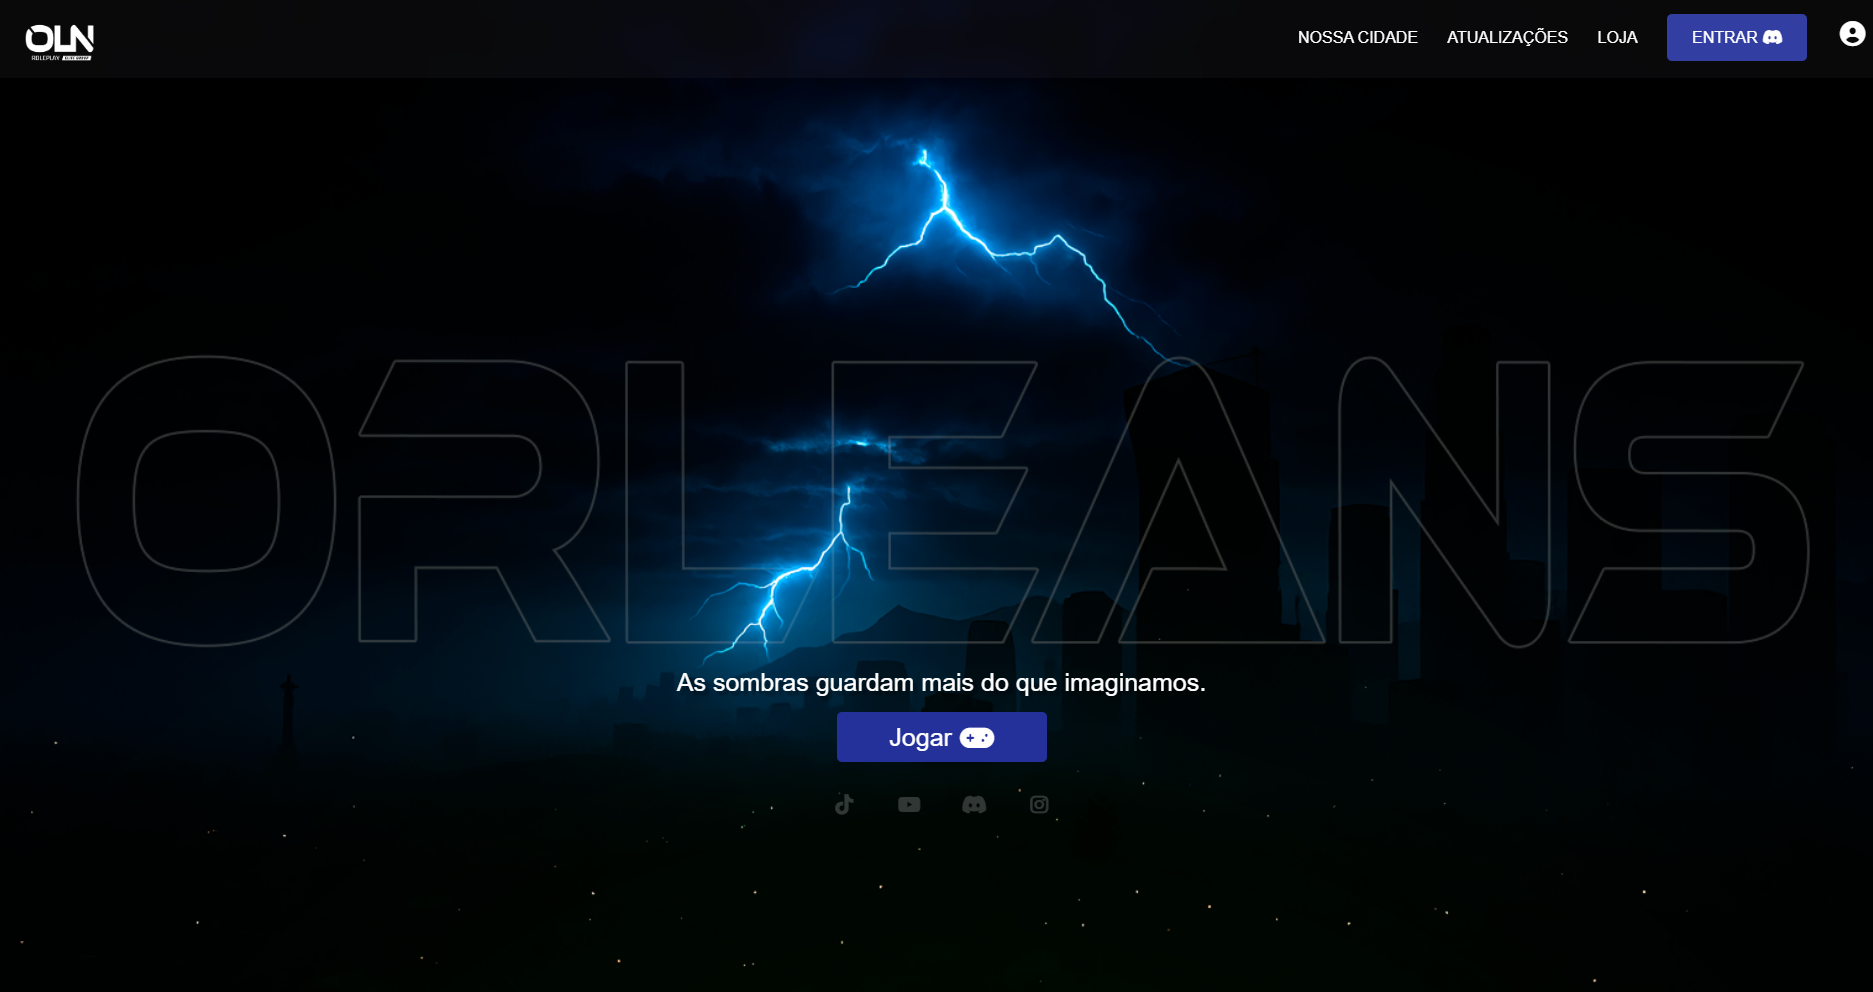 OLN
ROLEPLAY
NOSSA CIDADE
ATUALIZAÇÕES
LOJA
ENTRAR
ORLEANS
As sombras guardam mais do que imaginamos.
Jogar